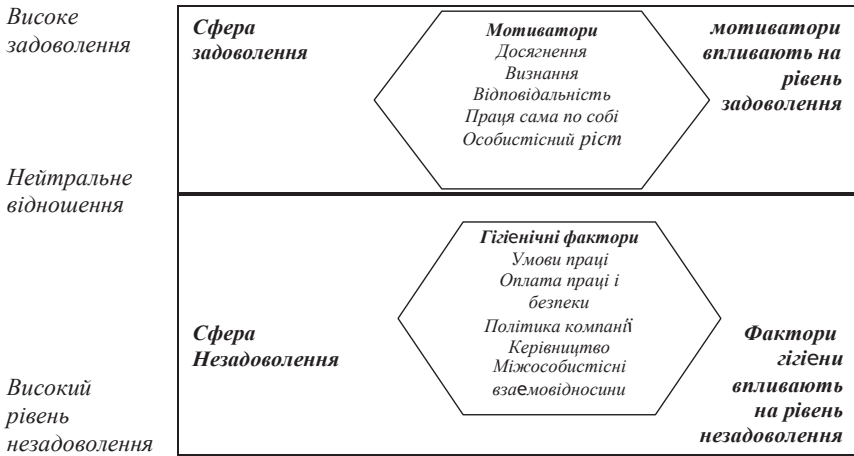 Високе
задоволення
Сфера
задоволення
Мотиватори
Досягнення
Визнання
Відповідальність
Праця сама по собі
Особистісний ріст
мотиватори
впливають на
рівень
задоволення
Нейтральне
відношення
Гігієнічні фактори
Умови праці
Оплата праці і
безпеки
Політика компанії
Керівництво
Міжособистісні
взаємовідносини
Сфера
Незадоволення
Фактори
гігієни
впливають
на рівень
незадоволення
Високий
рівень
незадоволення